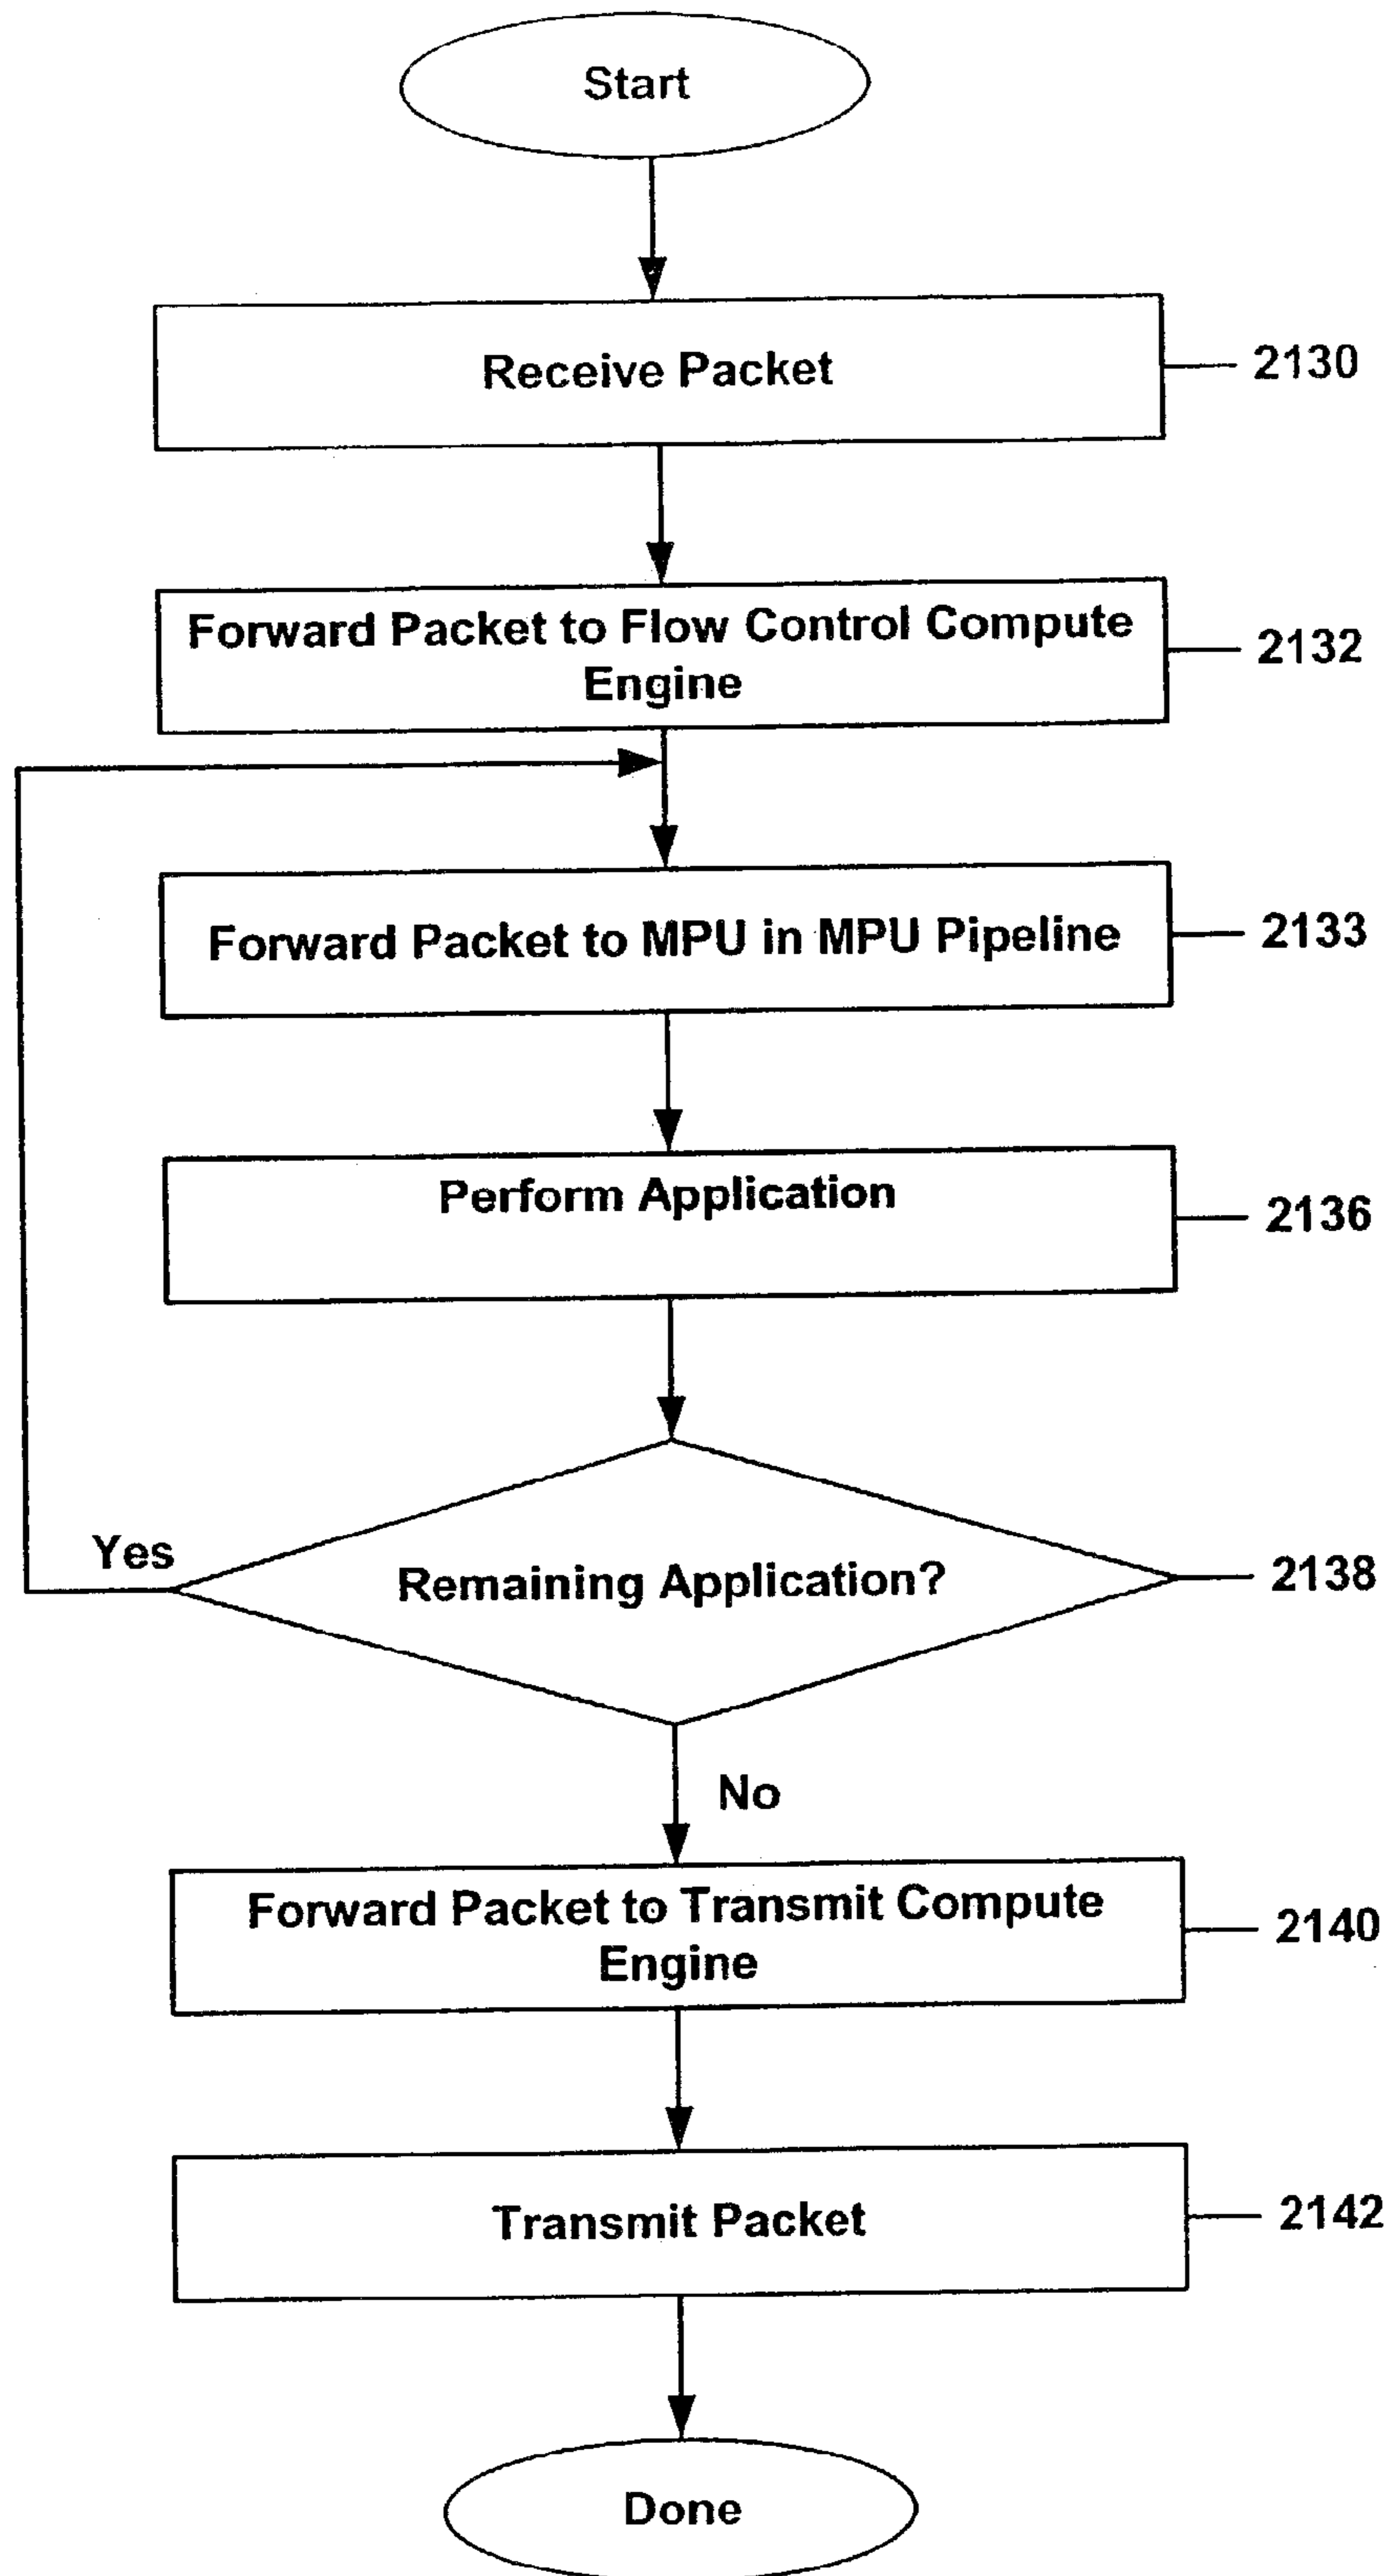 Start
Receive Packet
2130
Forward Packet to Flow Control Compute
Engine
2132
Forward Packet to MPU in MPU Pipeline
2133
Perform Application
2136
Yes
Remaining Application?
2138
No
Forward Packet to Transmit Compute
Engine
2140
Transmit Packet
2142
Done